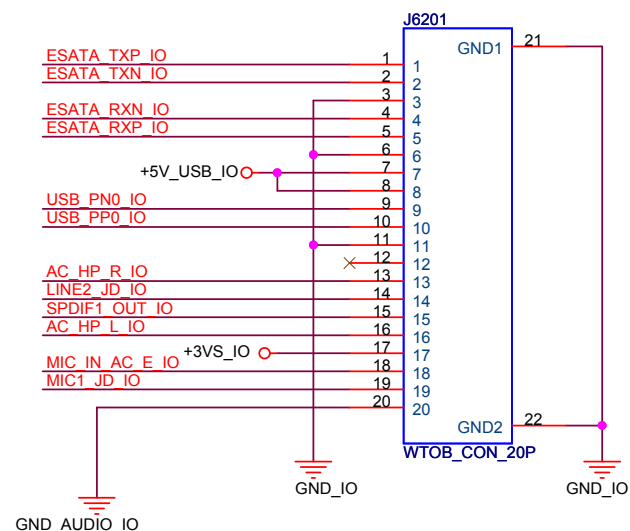 J6201
GND1 21
ESATA_TXP_IO 1 1
ESATA_TXN_IO 2 2
3 3
ESATA_RXN_IO 4 4
ESATA_RXP_IO 5 5
6 6
+5V_USB_IO 7 7
8 8
USB_PN0_IO 9 9
USB_PP0_IO 10 10
11 11
12 12
AC_HP_R_IO 13 13
LINE2_JD_IO 14 14
SPDIF1_OUT_IO 15 15
AC_HP_L_IO 16 16
+3VS_IO 17 17
MIC_IN_AC_E_IO 18 18
MIC1_JD_IO 19 19
20 20
GND2 22
WTOB_CON_20P
GND_IO
GND_IO
GND_AUDIO_IO